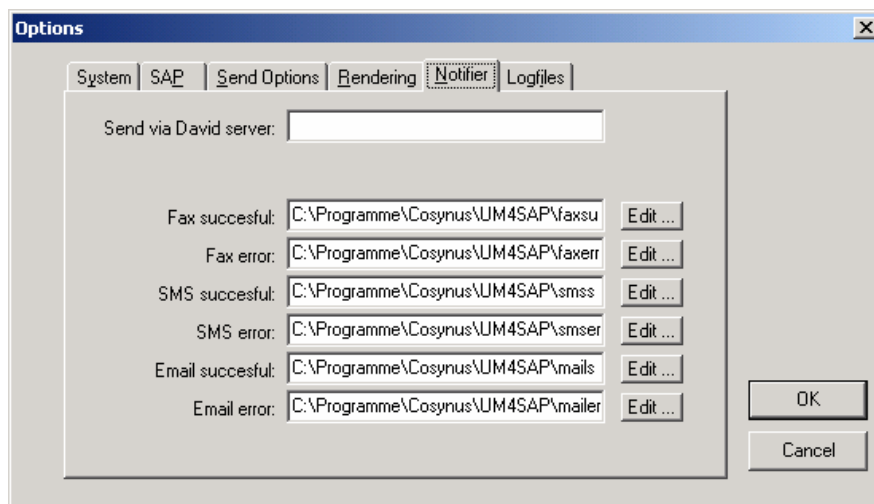 Options
System SAP Send Options Rendering Notifier Logfiles
Send via David server:
Fax succesful: C:\Programme\Cosynus\UM4SAP\faxsu Edit ...
Fax error: C:\Programme\Cosynus\UM4SAP\faxerr Edit ...
SMS succesful: C:\Programme\Cosynus\UM4SAP\smss Edit ...
SMS error: C:\Programme\Cosynus\UM4SAP\smser Edit ...
Email succesful: C:\Programme\Cosynus\UM4SAP\mails Edit ...
Email error: C:\Programme\Cosynus\UM4SAP\mailer Edit ...
OK
Cancel